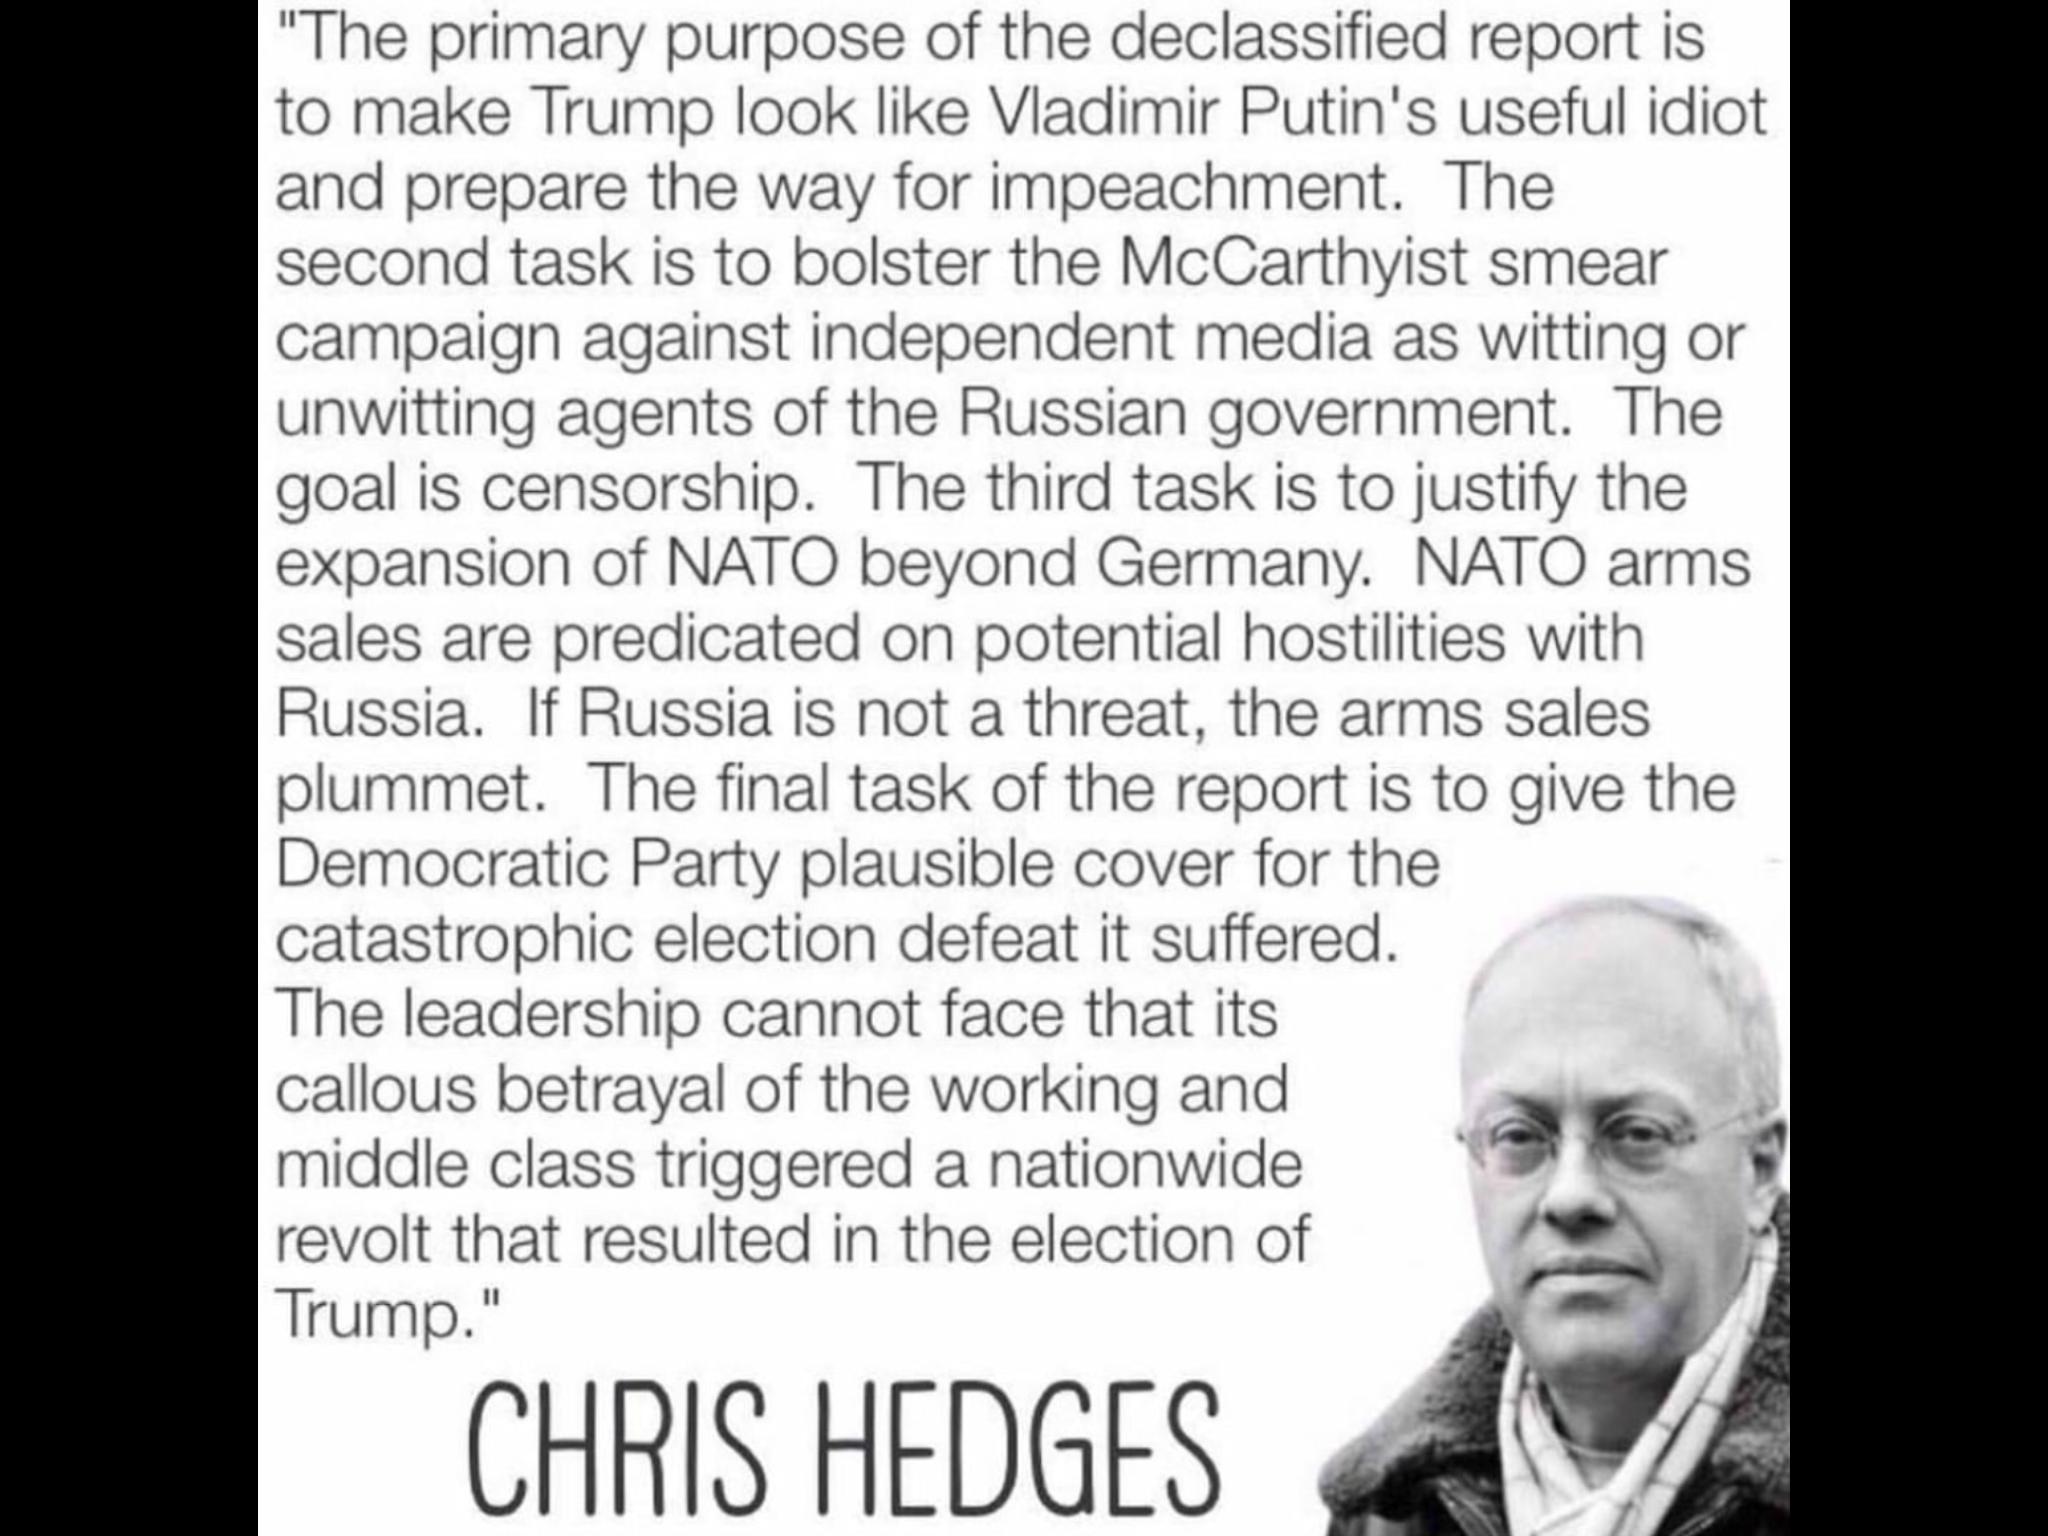 "The primary purpose of the declassified report is
to make Trump look like Vladimir Putin's useful idiot
and prepare the way for impeachment.  The
second task is to bolster the McCarthyist smear
campaign against independent media as witting or
unwitting agents of the Russian government.  The
goal is censorship.  The third task is to justify the
expansion of NATO beyond Germany.  NATO arms
sales are predicated on potential hostilities with
Russia.  If Russia is not a threat, the arms sales
plummet.  The final task of the report is to give the
Democratic Party plausible cover for the
catastrophic election defeat it suffered.
The leadership cannot face that its
callous betrayal of the working and
middle class triggered a nationwide
revolt that resulted in the election of
Trump."
CHRIS HEDGES